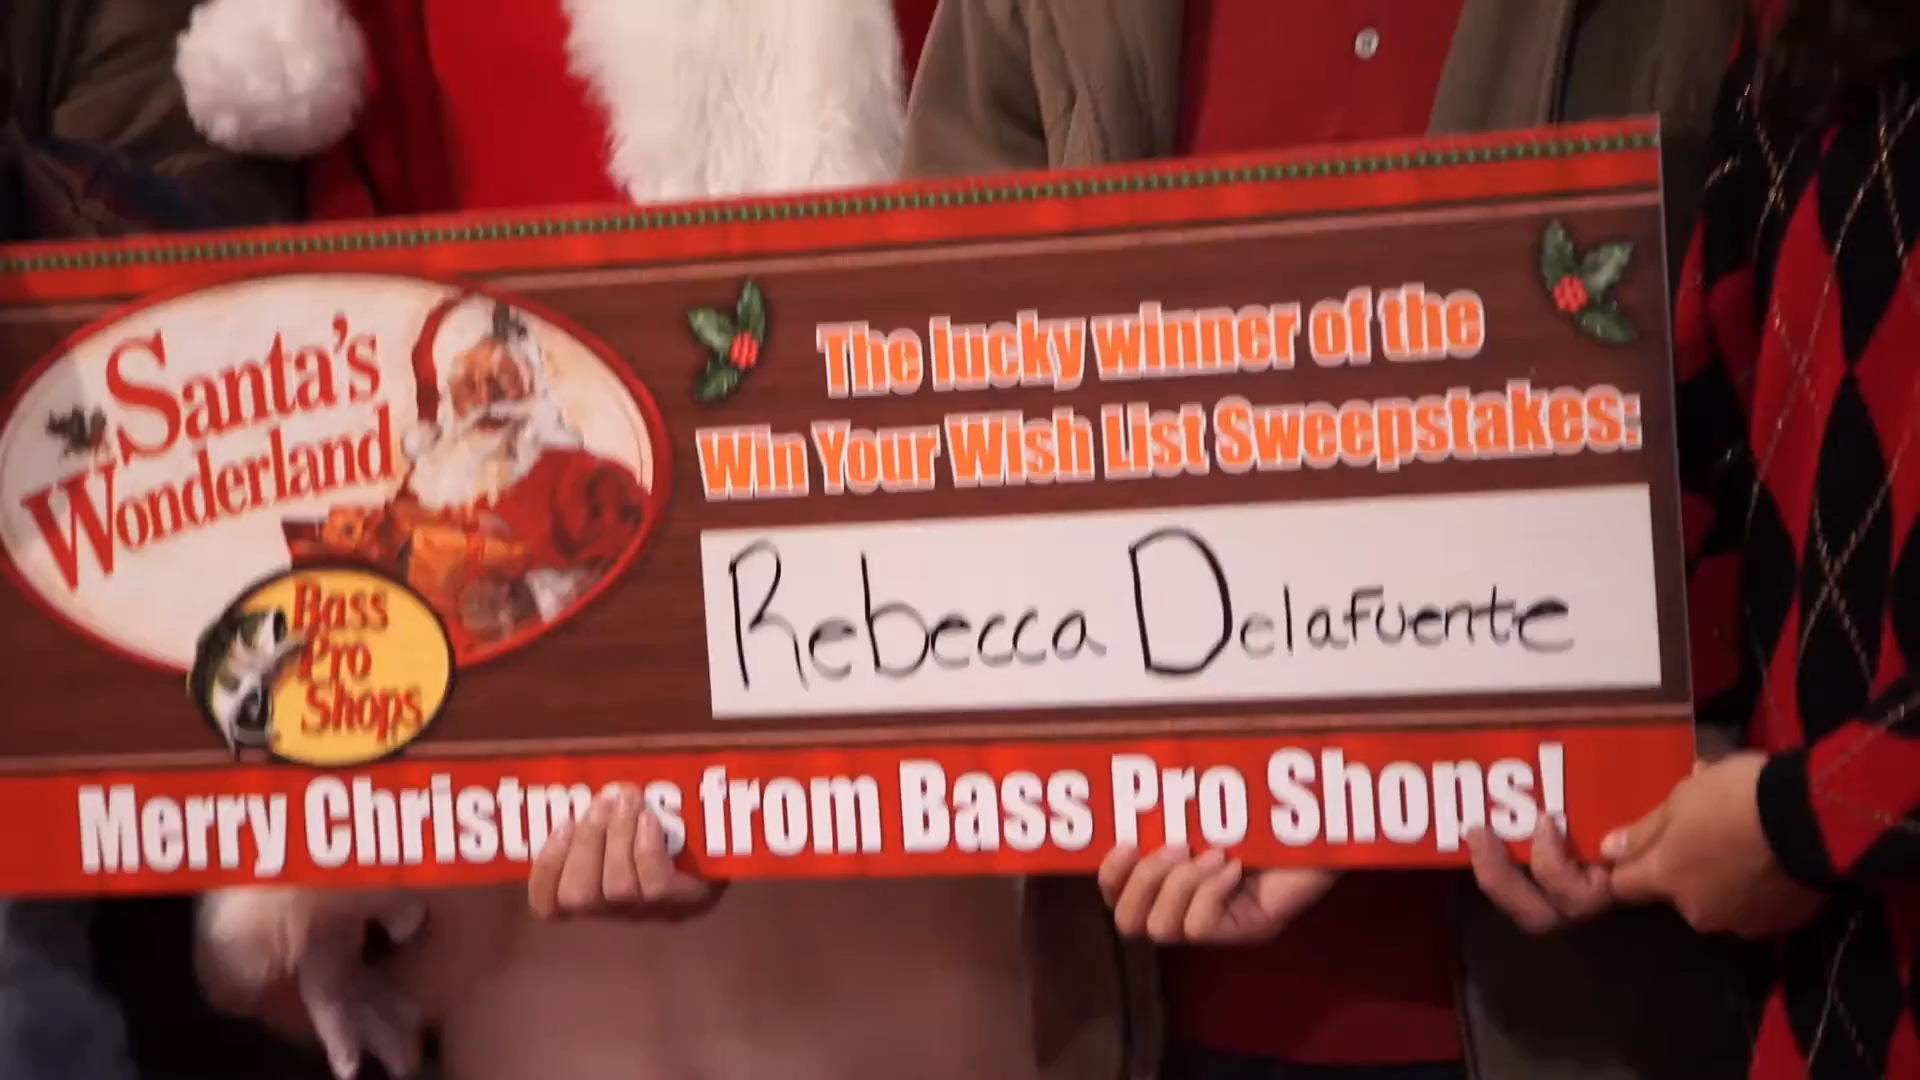 Santa's
Wonderland
Bass
Pro
Shops
The lucky winner of the
Win Your Wish List Sweepstakes:
Rebecca Delafuente
Merry Christmas from Bass Pro Shops!